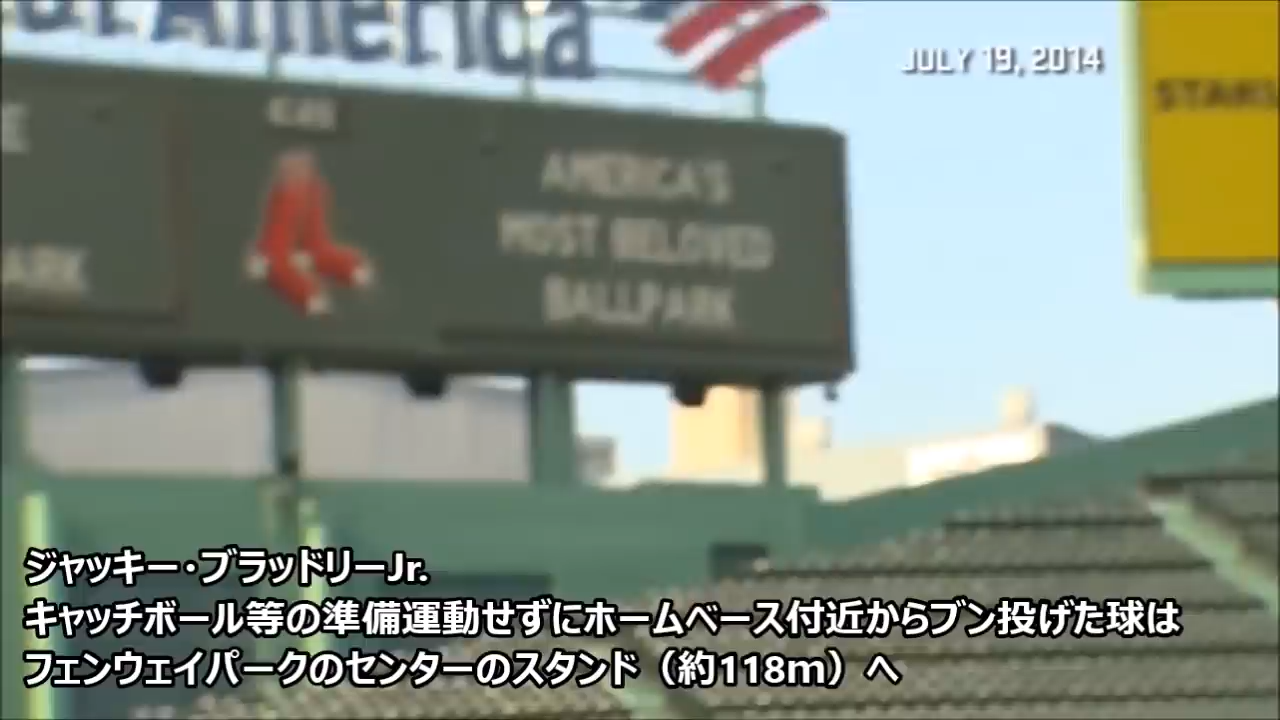 of America
JULY 19, 2014
AMERICA'S
MOST BELOVED
BALLPARK
ARK
ジャッキー・ブラッドリーJr.
キャッチボール等の準備運動せずにホームベース付近からブン投げた球は
フェンウェイパークのセンターのスタンド（約118m）へ